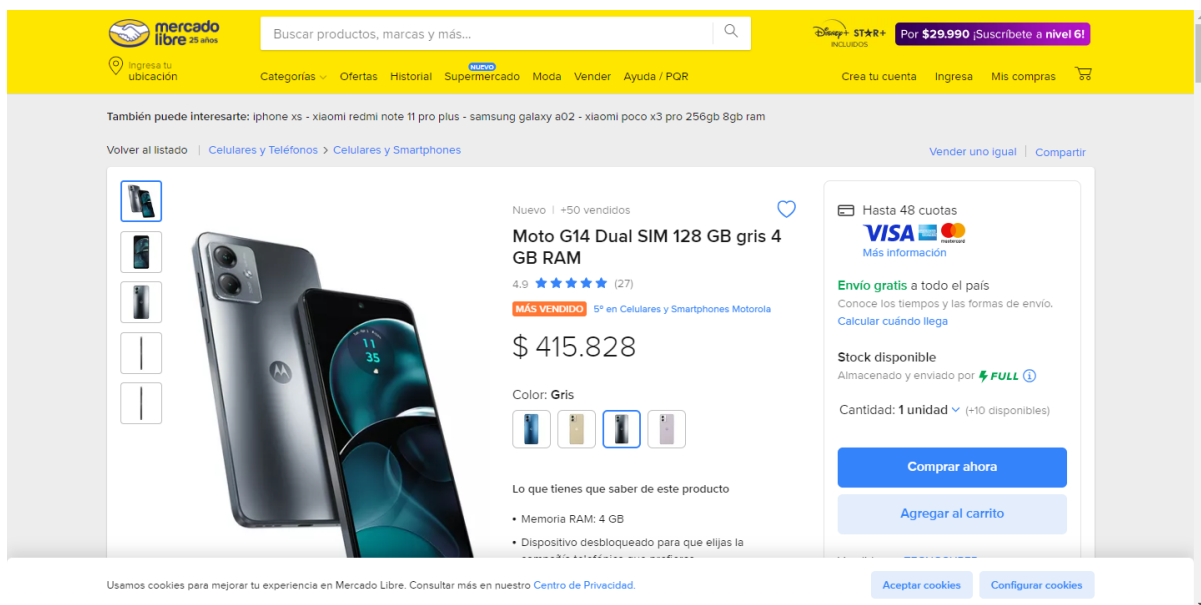 mercado
libre 25 años
Buscar productos, marcas y más...
Disney+ STAR+
INCLUIDOS
Por $29.990 ¡Suscríbete a nivel 6!
Ingresa tu
ubicación
Categorías Ofertas Historial Supermercado Moda Vender Ayuda / PQR
NUEVO
Crea tu cuenta Ingresa Mis compras
También puede interesarte: iphone xs - xiaomi redmi note 11 pro plus - samsung galaxy a02 - xiaomi poco x3 pro 256gb 8gb ram
Volver al listado | Celulares y Teléfonos > Celulares y Smartphones
Vender uno igual | Compartir
11
35
Nuevo | +50 vendidos
Moto G14 Dual SIM 128 GB gris 4
GB RAM
4.9 ★★★★★ (27)
MÁS VENDIDO 5º en Celulares y Smartphones Motorola
$ 415.828
Color: Gris
Lo que tienes que saber de este producto
• Memoria RAM: 4 GB
• Dispositivo desbloqueado para que elijas la
Hasta 48 cuotas
VISA
mastercard
Más información
Envío gratis a todo el país
Conoce los tiempos y las formas de envío.
Calcular cuándo llega
Stock disponible
Almacenado y enviado por FULL
Cantidad: 1 unidad (+10 disponibles)
Comprar ahora
Agregar al carrito
Usamos cookies para mejorar tu experiencia en Mercado Libre. Consultar más en nuestro Centro de Privacidad.
Aceptar cookies
Configurar cookies